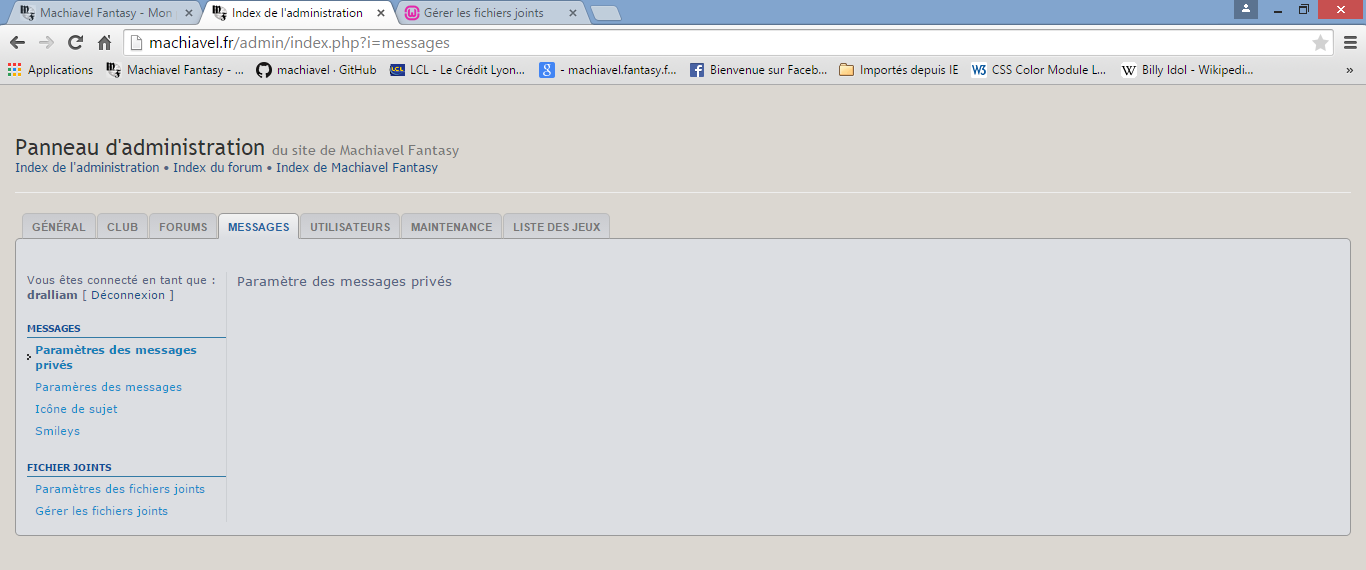 Machiavel Fantasy - Mon
Index de l'administration
Gérer les fichiers joints
machiavel.fr/admin/index.php?i=messages
Applications
Machiavel Fantasy - ...
machiavel · GitHub
LCL - Le Crédit Lyon...
- machiavel.fantasy.f...
Bienvenue sur Faceb...
Importés depuis IE
CSS Color Module L...
Billy Idol - Wikipedi...
»
Panneau d'administration du site de Machiavel Fantasy
Index de l'administration • Index du forum • Index de Machiavel Fantasy
GÉNÉRAL
CLUB
FORUMS
MESSAGES
UTILISATEURS
MAINTENANCE
LISTE DES JEUX
Vous êtes connecté en tant que :
dralliam [ Déconnexion ]
MESSAGES
Paramètres des messages
privés
Paramères des messages
Icône de sujet
Smileys
FICHIER JOINTS
Paramètres des fichiers joints
Gérer les fichiers joints
Paramètre des messages privés